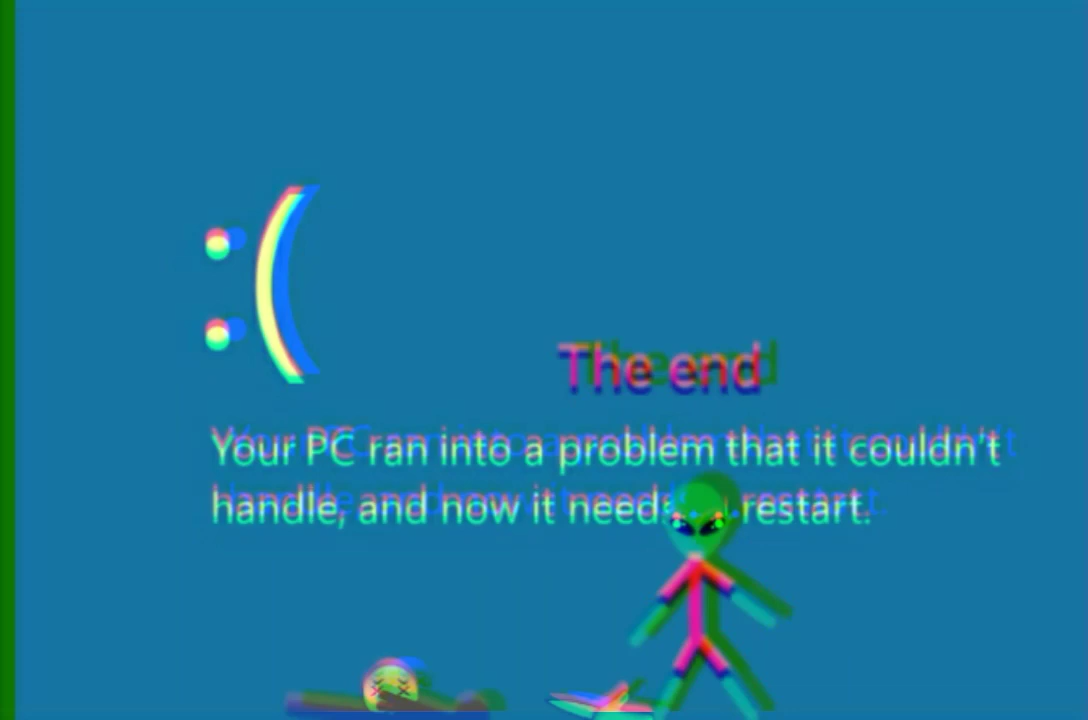 :(
The end
Your PC ran into a problem that it couldn't
handle, and now it needs restart.